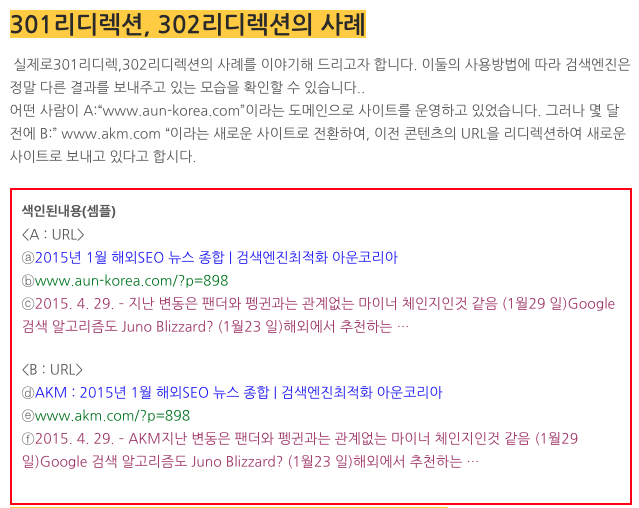 301리디렉션, 302리디렉션의 사례
실제로301리디렉,302리디렉션의 사례를 이야기해 드리고자 합니다. 이둘의 사용방법에 따라 검색엔진은
정말 다른 결과를 보내주고 있는 모습을 확인할 수 있습니다..
어떤 사람이 A:“www.aun-korea.com”이라는 도메인으로 사이트를 운영하고 있었습니다. 그러나 몇 달
전에 B:” www.akm.com “이라는 새로운 사이트로 전환하여, 이전 콘텐츠의 URL을 리디렉션하여 새로운
사이트로 보내고 있다고 합시다.
색인된내용(셈플)
<A : URL>
ⓐ2015년 1월 해외SEO 뉴스 종합 | 검색엔진최적화 아운코리아
ⓑwww.aun-korea.com/?p=898
ⓒ2015. 4. 29. – 지난 변동은 팬더와 펭귄과는 관계없는 마이너 체인지인것 같음 (1월29 일)Google
검색 알고리즘도 Juno Blizzard? (1월23 일)해외에서 추천하는 …
<B : URL>
ⓓAKM : 2015년 1월 해외SEO 뉴스 종합 | 검색엔진최적화 아운코리아
ⓔwww.akm.com/?p=898
ⓕ2015. 4. 29. – AKM지난 변동은 팬더와 펭귄과는 관계없는 마이너 체인지인것 같음 (1월29
일)Google 검색 알고리즘도 Juno Blizzard? (1월23 일)해외에서 추천하는 …